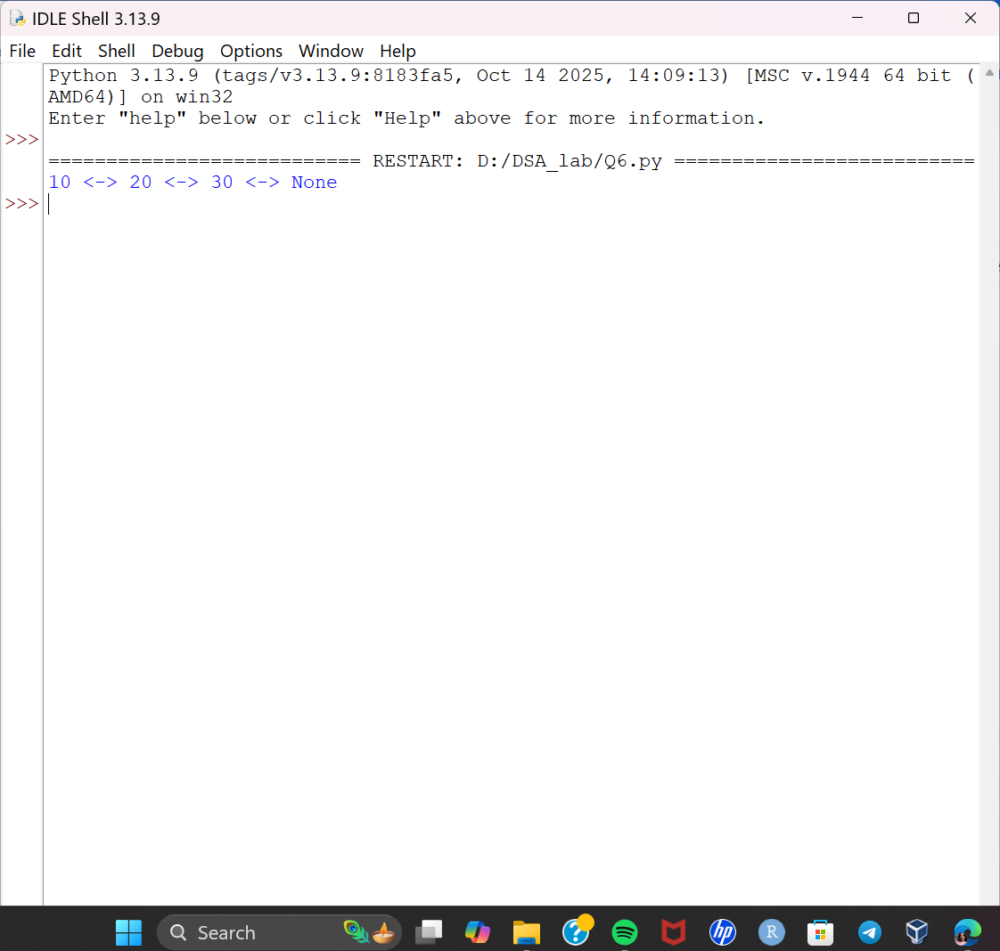 IDLE Shell 3.13.9
File Edit Shell Debug Options Window Help
Python 3.13.9 (tags/v3.13.9:8183fa5, Oct 14 2025, 14:09:13) [MSC v.1944 64 bit (
AMD64)] on win32
Enter "help" below or click "Help" above for more information.
>>>
=========================== RESTART: D:/DSA_lab/Q6.py ==========================
10 <-> 20 <-> 30 <-> None
>>>
Search
? hp R